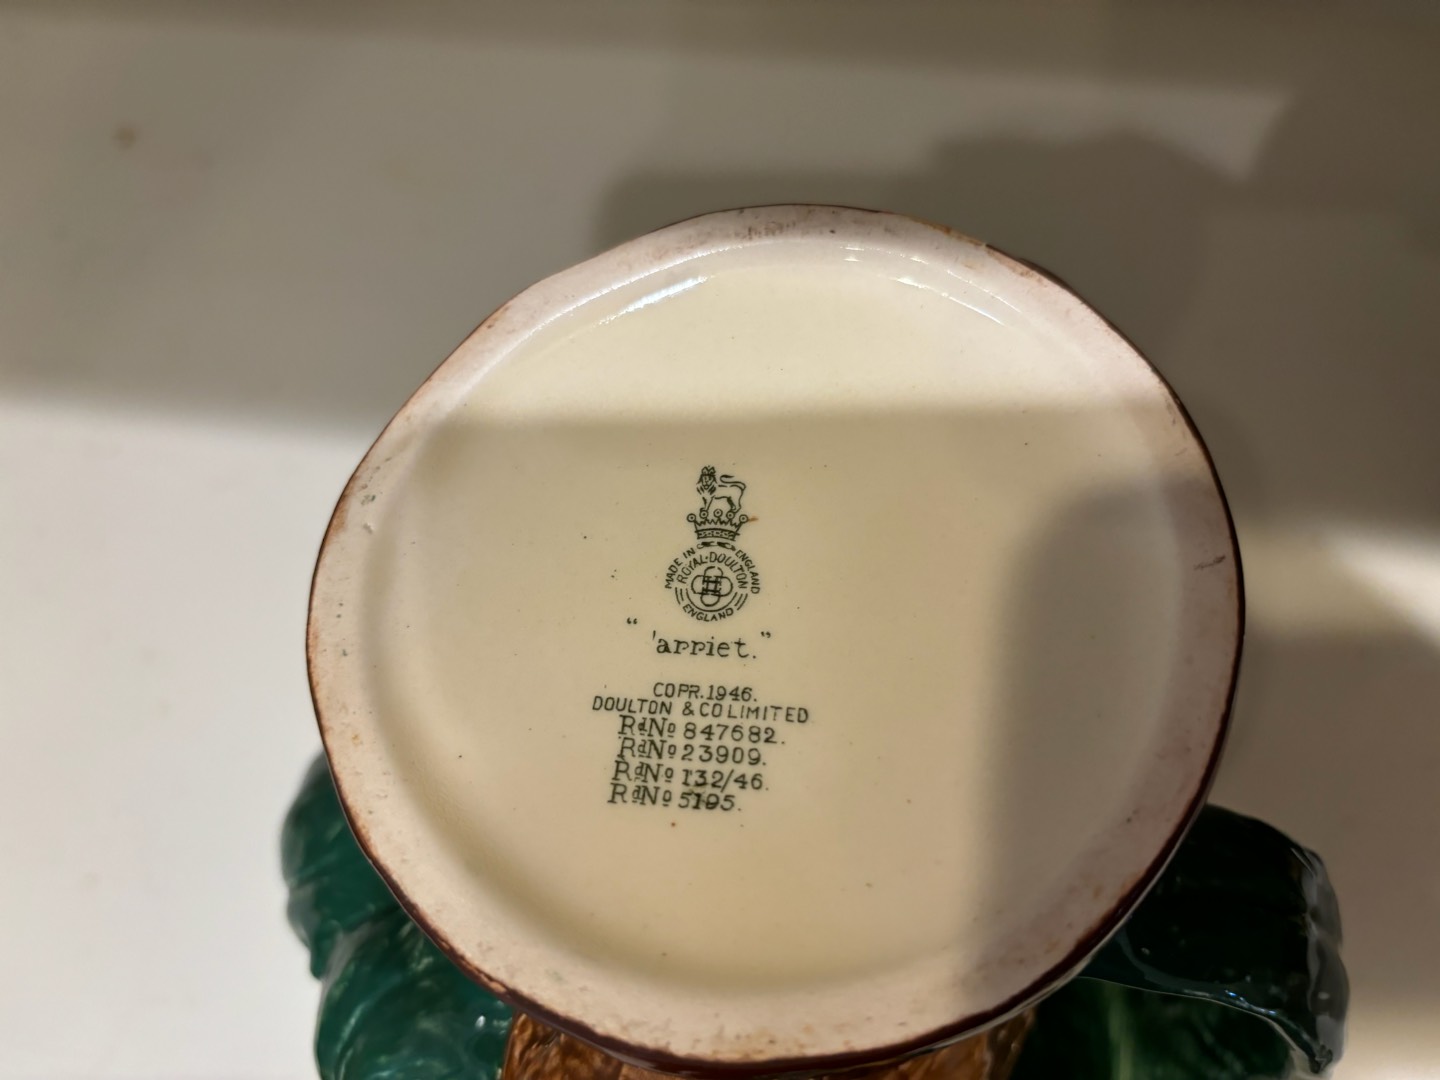 MADE IN ENGLAND
ROYAL·DOULTON
ENGLAND
“ 'arriet.”
COPR.1946.
DOULTON & CO LIMITED
RdNo 847682.
RdNo 23909.
RdNo 132/46.
RdNo 5195.